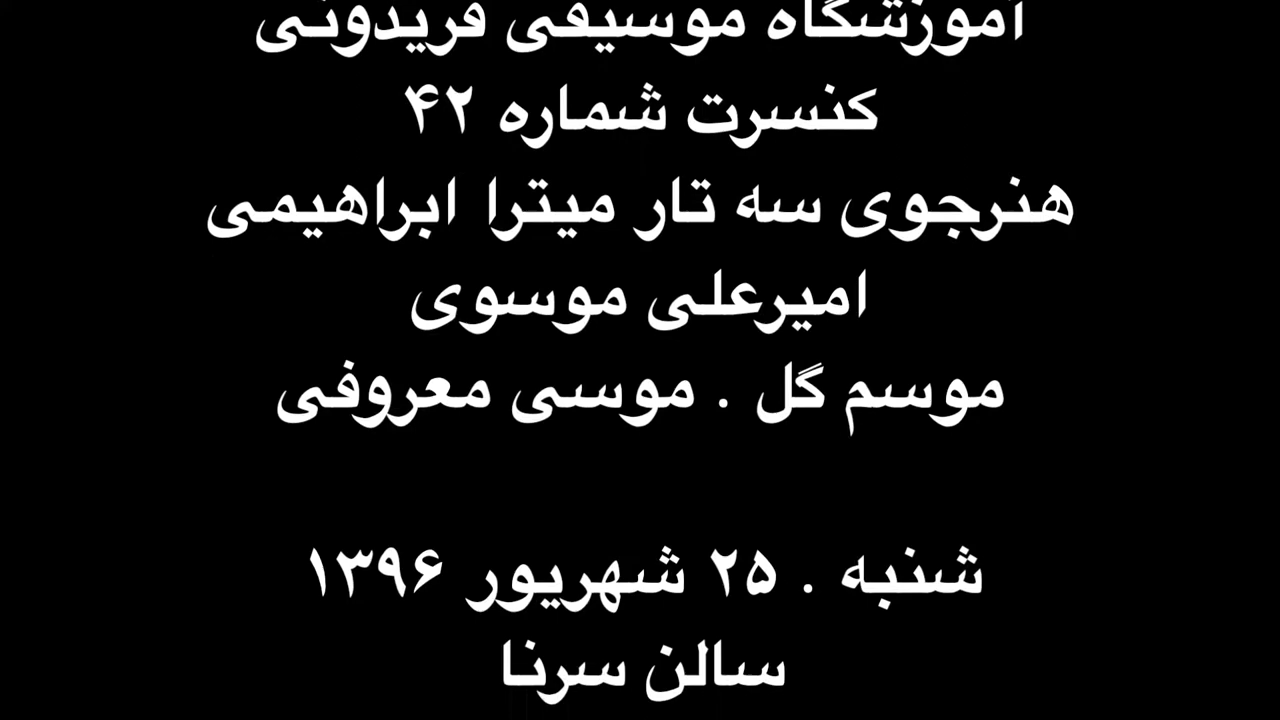 آموزشگاه موسیقی فریدونی
کنسرت شماره ۴۲
هنرجوی سه تار میترا ابراهیمی
امیرعلی موسوی
موسم گل . موسی معروفی
شنبه . ۲۵ شهریور ۱۳۹۶
سالن سرنا